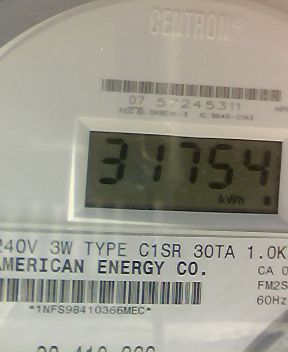 CENTRON®
07 57245311
31754
kWh
240V 3W TYPE C1SR 30TA 1.0K
AMERICAN ENERGY CO.
CA 0
FM2S
60Hz
*1NFS98410366MEC*